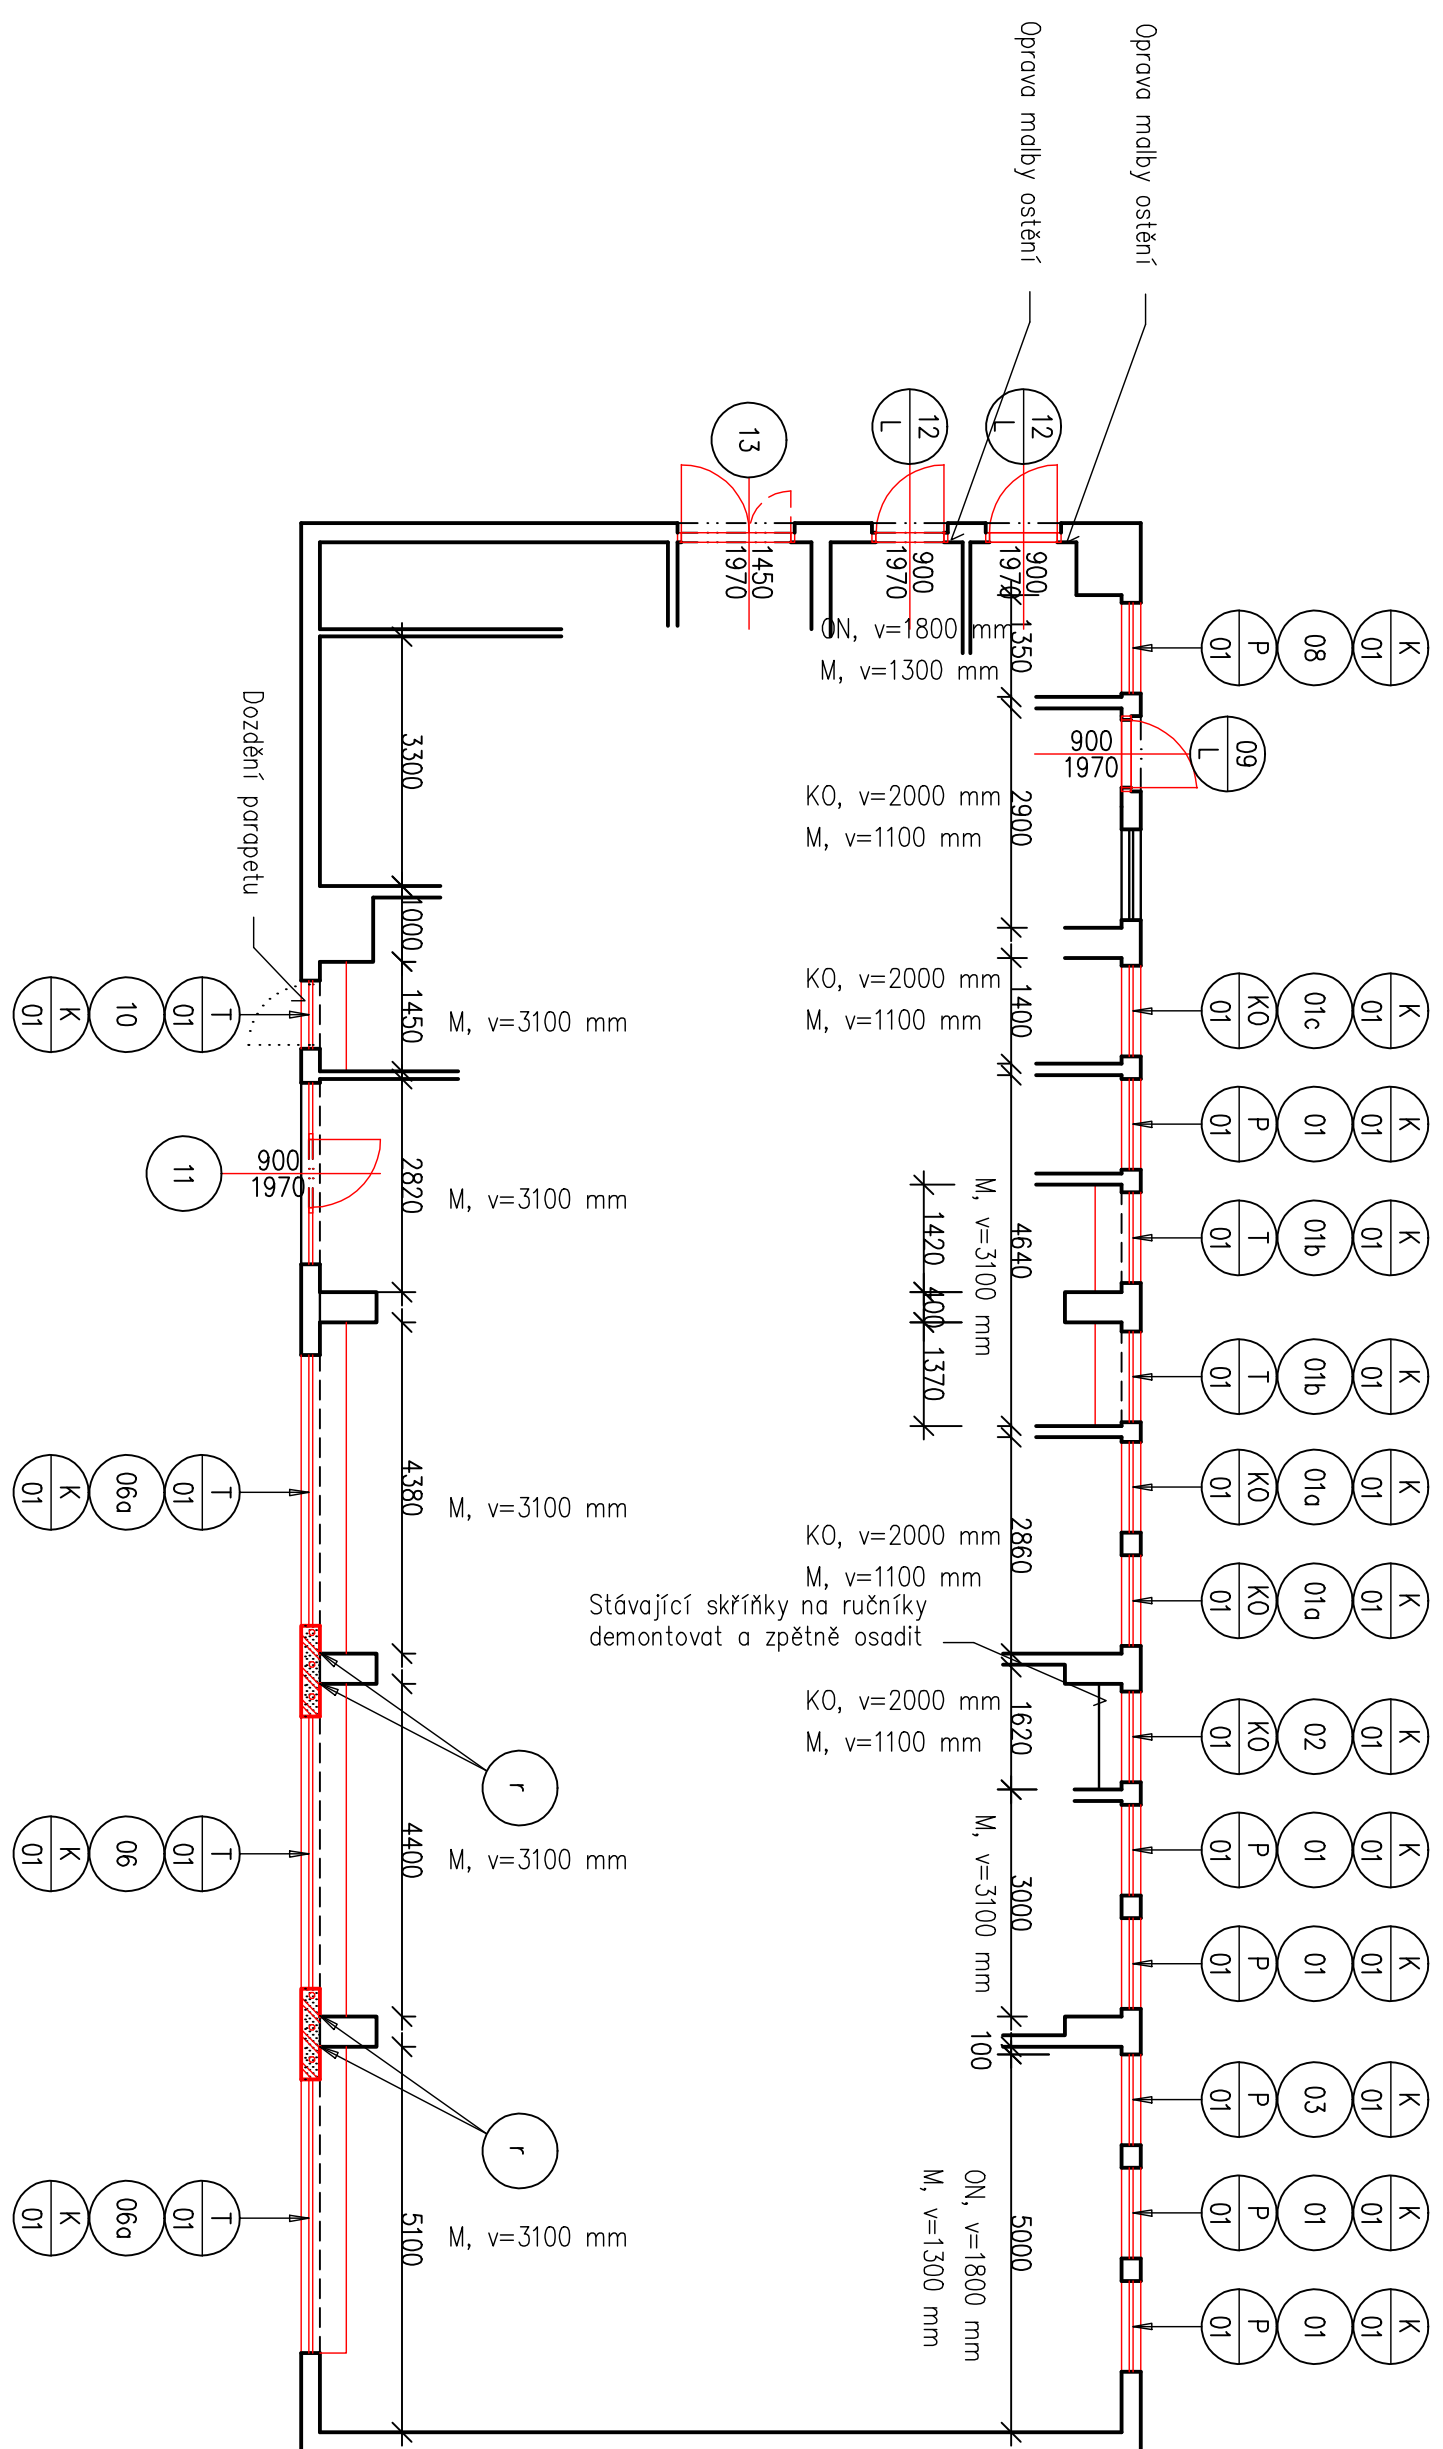 Oprava malby ostění
Oprava malby ostění
13
12
L
12
L
1450
1970
900
1970
900
1970
ON, v=1800 mm
M, v=1300 mm
1350
K
01
08
P
01
09
L
900
1970
KO, v=2000 mm
M, v=1100 mm
2900
3300
Dozdění parapetu
1000
1450
M, v=3100 mm
K
01
10
T
01
KO, v=2000 mm
M, v=1100 mm
1400
K
01
01c
KO
01
K
01
01
P
01
11
900
1970
2820
M, v=3100 mm
1420
400
1370
M, v=3100 mm
4640
K
01
01b
T
01
K
01
01b
T
01
K
01
06a
T
01
4380
M, v=3100 mm
KO, v=2000 mm
M, v=1100 mm
2860
K
01
01a
KO
01
K
01
01a
KO
01
Stávající skříňky na ručníky
demontovat a zpětně osadit
KO, v=2000 mm
M, v=1100 mm
1620
K
01
02
KO
01
r
K
01
06
T
01
4400
M, v=3100 mm
M, v=3100 mm
3000
K
01
01
P
01
K
01
01
P
01
100
r
K
01
03
P
01
K
01
06a
T
01
5100
M, v=3100 mm
ON, v=1800 mm
M, v=1300 mm
5000
K
01
01
P
01
K
01
01
P
01